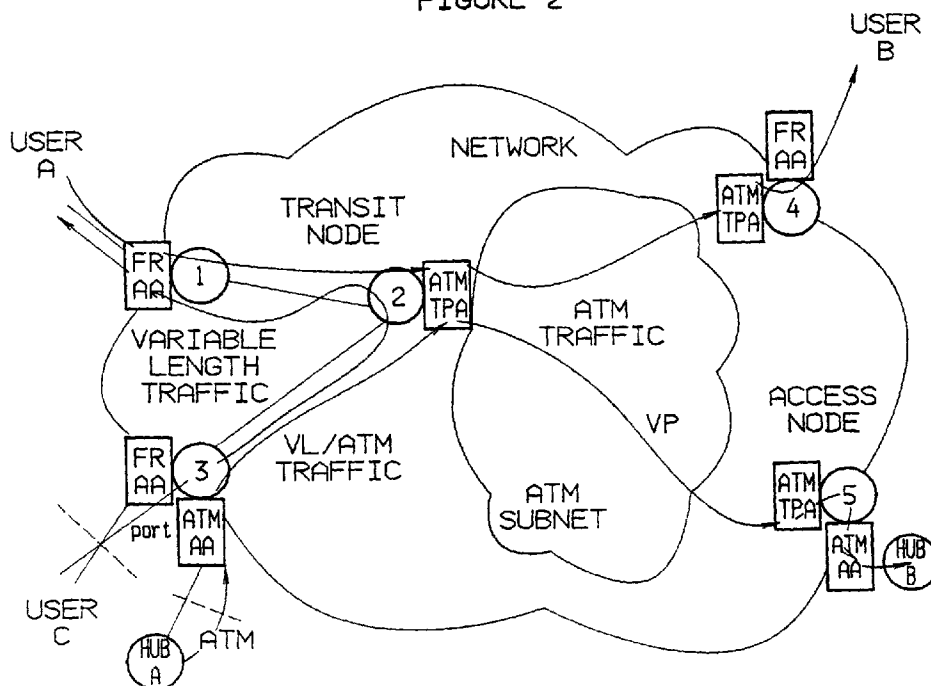 FIGURE 2
USER
B
USER
A
NETWORK
FR
AA
TRANSIT
NODE
ATM
TPA
4
FR
AA
1
2
ATM
TPA
ATM
TRAFFIC
VARIABLE
LENGTH
TRAFFIC
ACCESS
NODE
VP
FR
AA
3
VL/ATM
TRAFFIC
ATM
SUBNET
ATM
TPA
5
port
ATM
AA
ATM
AA
HUB
B
USER
C
HUB
A
ATM